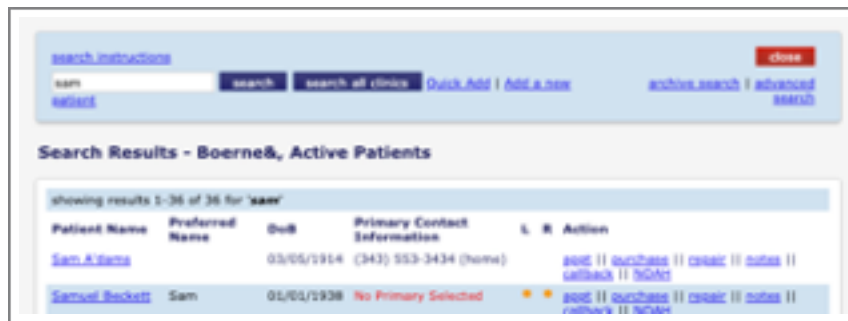 search instructions
close
sam search search all clinics Quick Add | Add a new archive search | advanced
patient search
Search Results - Boerne&, Active Patients
showing results 1-36 of 36 for 'sam'
Patient Name Preferred Name DoB Primary Contact Information L R Action
Sam A'dams 03/05/1914 (343) 553-3434 (home) appt || purchase || repair || notes ||
callback || NOAH
Samuel Beckett Sam 01/01/1938 No Primary Selected appt || purchase || repair || notes ||
callback || NOAH